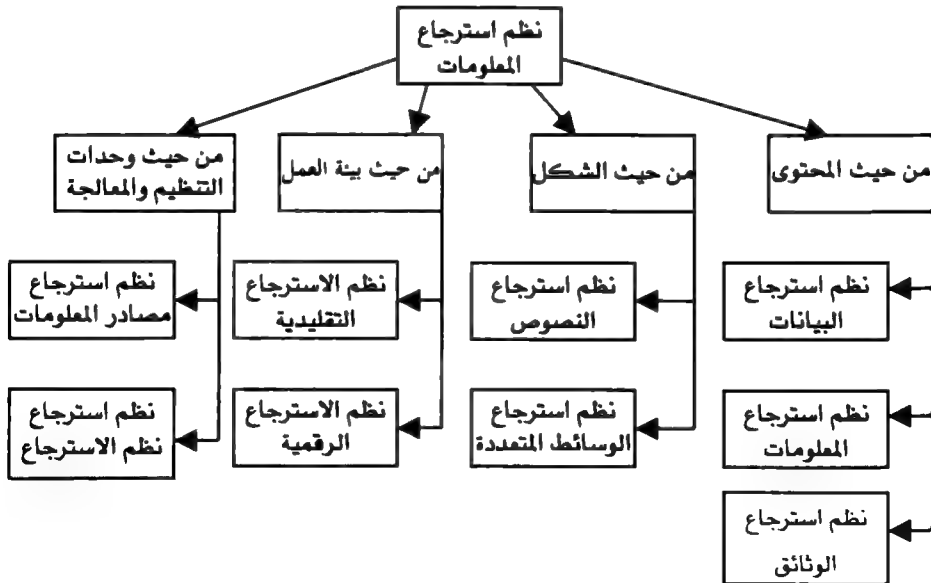 نظم استرجاع
المعلومات
من حيث المحتوى
من حيث الشكل
من حيث بيئة العمل
من حيث وحدات
التنظيم والمعالجة
نظم استرجاع
البيانات
نظم استرجاع
النصوص
نظم الاسترجاع
التقليدية
نظم استرجاع
مصادر المعلومات
نظم استرجاع
المعلومات
نظم استرجاع
الوسائط المتعددة
نظم الاسترجاع
الرقمية
نظم استرجاع
نظم الاسترجاع
نظم استرجاع
الوثائق